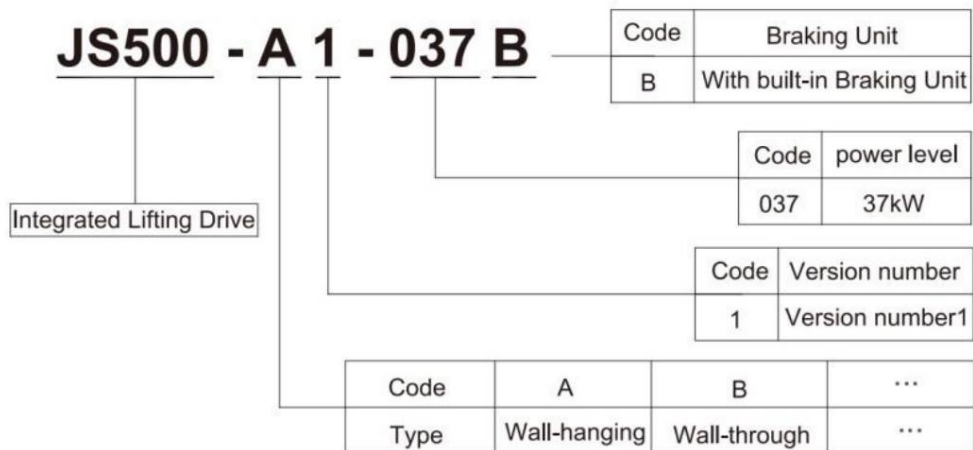 JS500 - A 1 - 037 B
Code Braking Unit
B With built-in Braking Unit
Code power level
037 37kW
Integrated Lifting Drive
Code Version number
1 Version number1
Code A B ...
Type Wall-hanging Wall-through ...